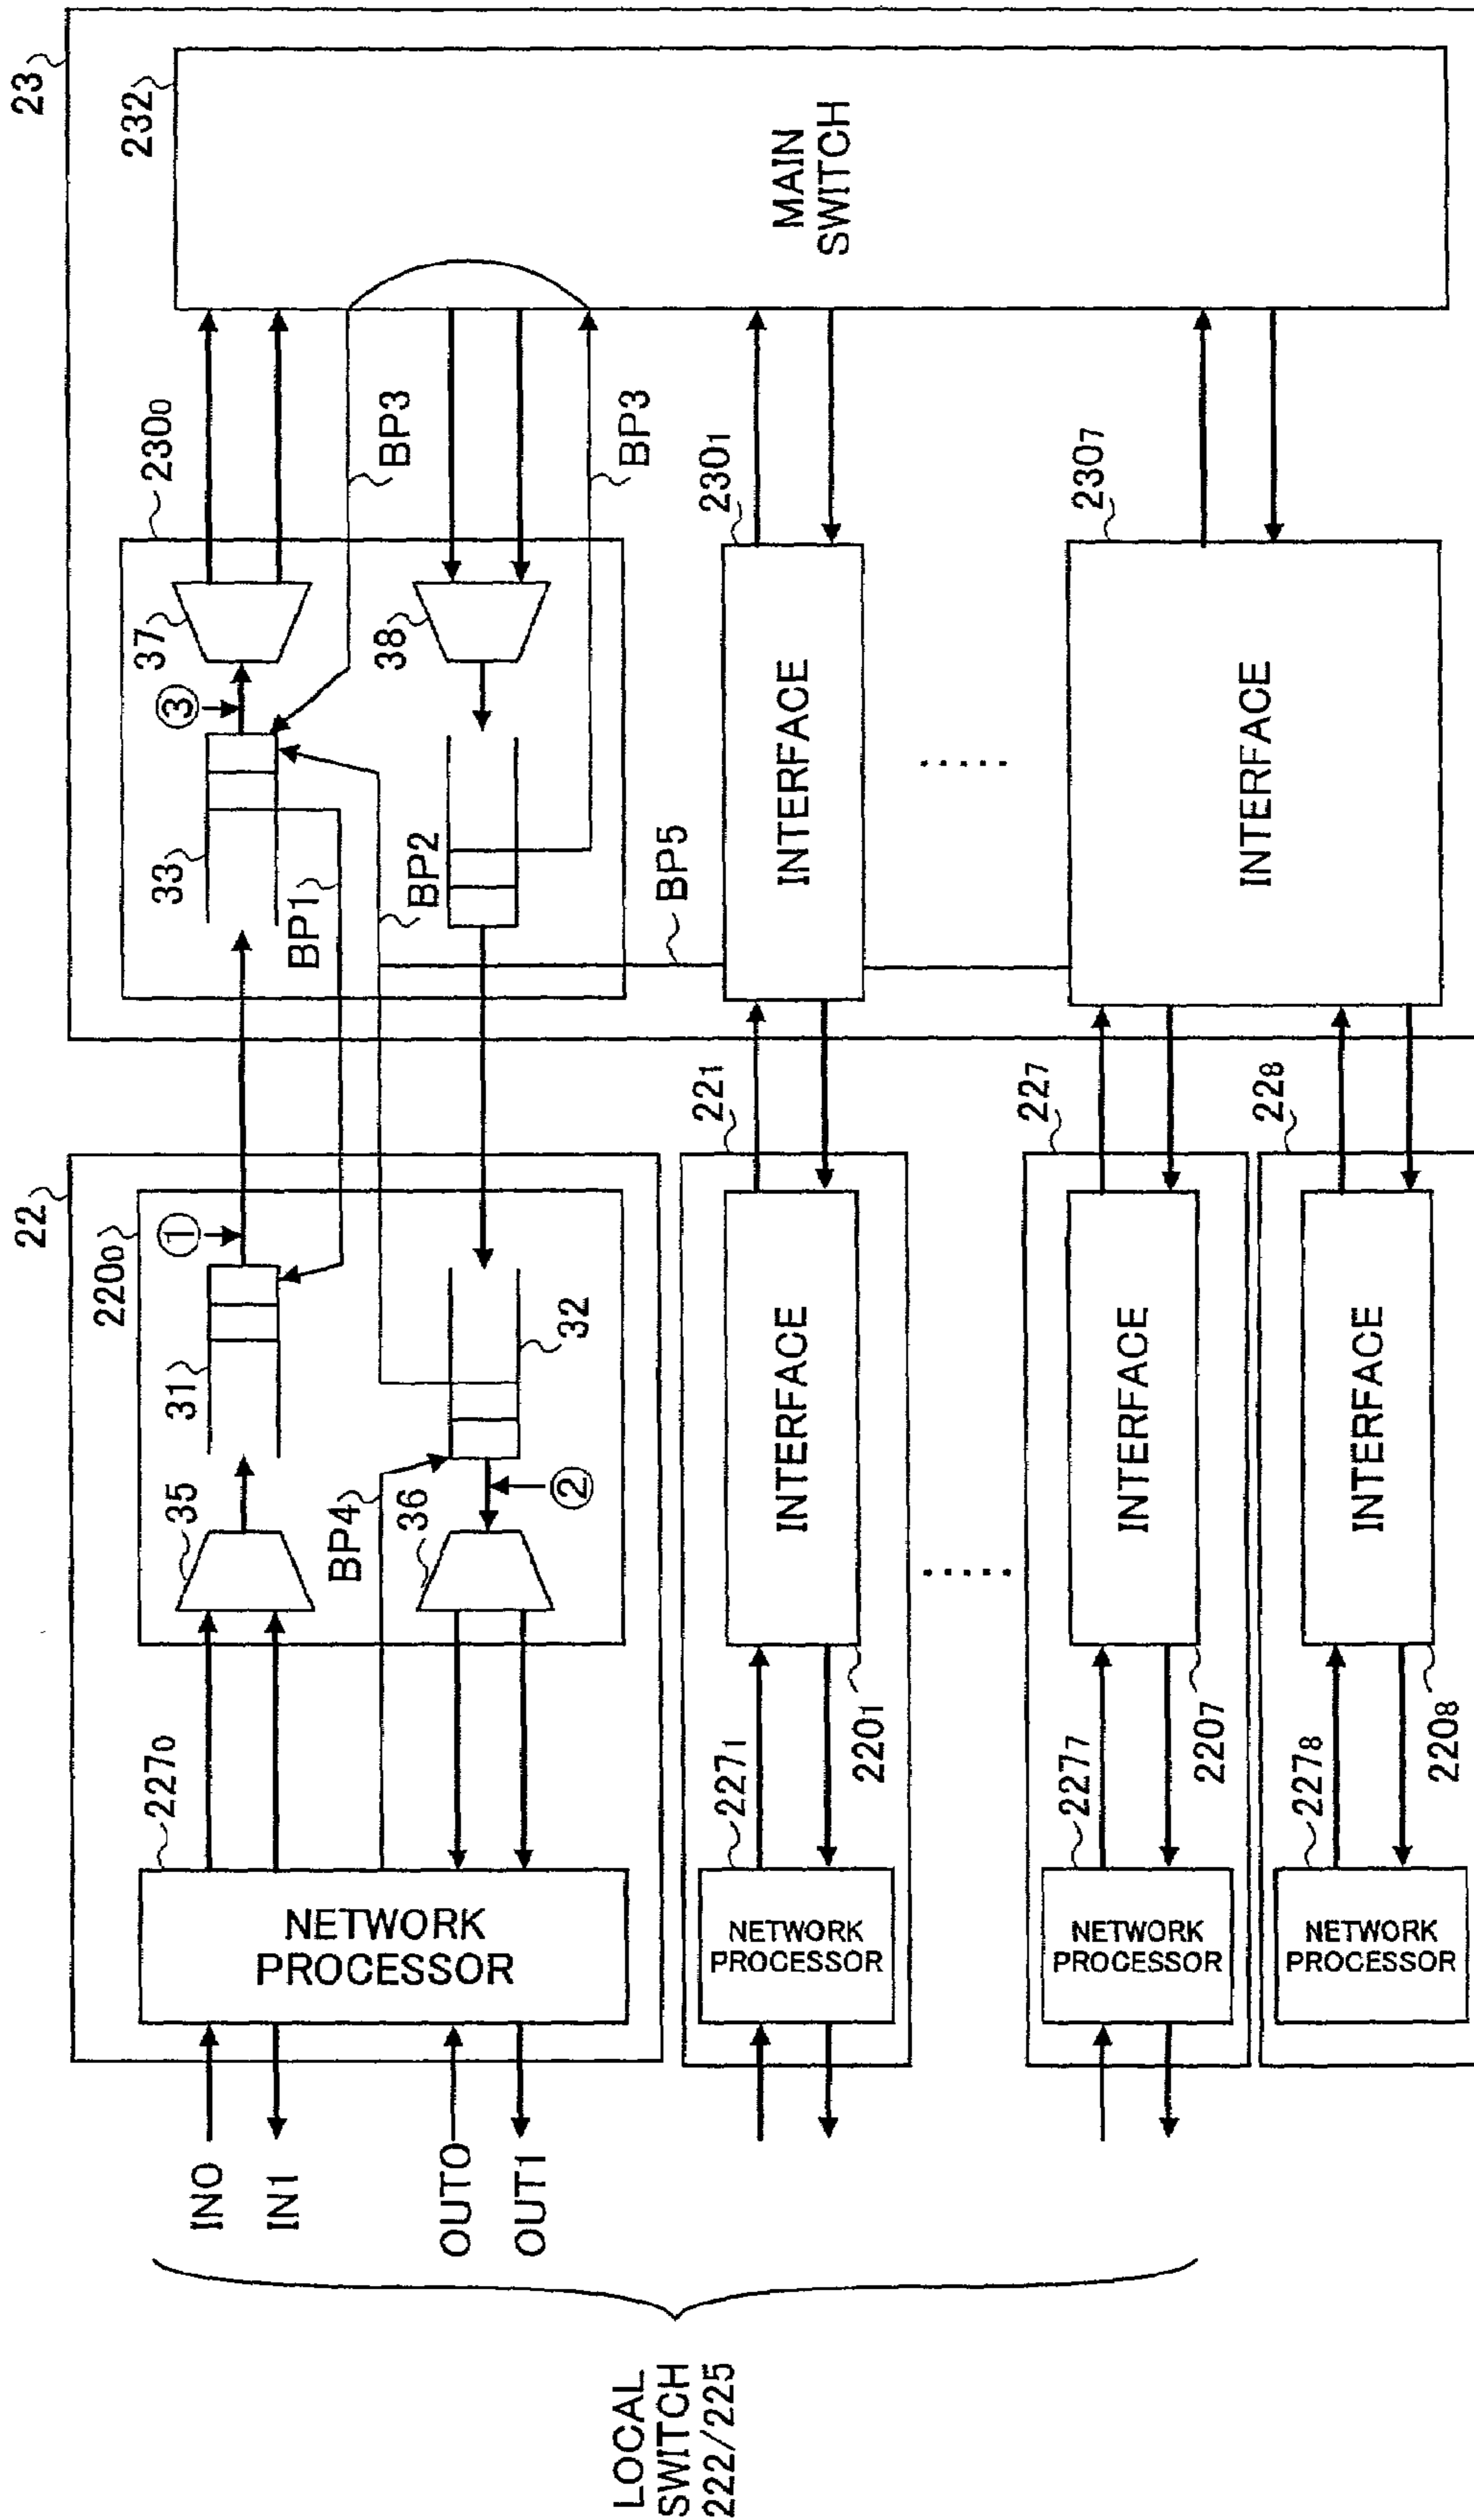 23
232
MAIN
SWITCH
230₀
37
③
33
BP1
BP3
38
BP2
BP3
BP5
230₁
INTERFACE
.....
230₇
INTERFACE
22
220₀
①
31
35
32
BP4
36
②
227₀
NETWORK
PROCESSOR
22₁
INTERFACE
220₁
227₁
NETWORK
PROCESSOR
.....
22₇
INTERFACE
220₇
227₇
NETWORK
PROCESSOR
22₈
INTERFACE
220₈
227₈
NETWORK
PROCESSOR
IN0
IN1
OUT0
OUT1
LOCAL
SWITCH
222/225